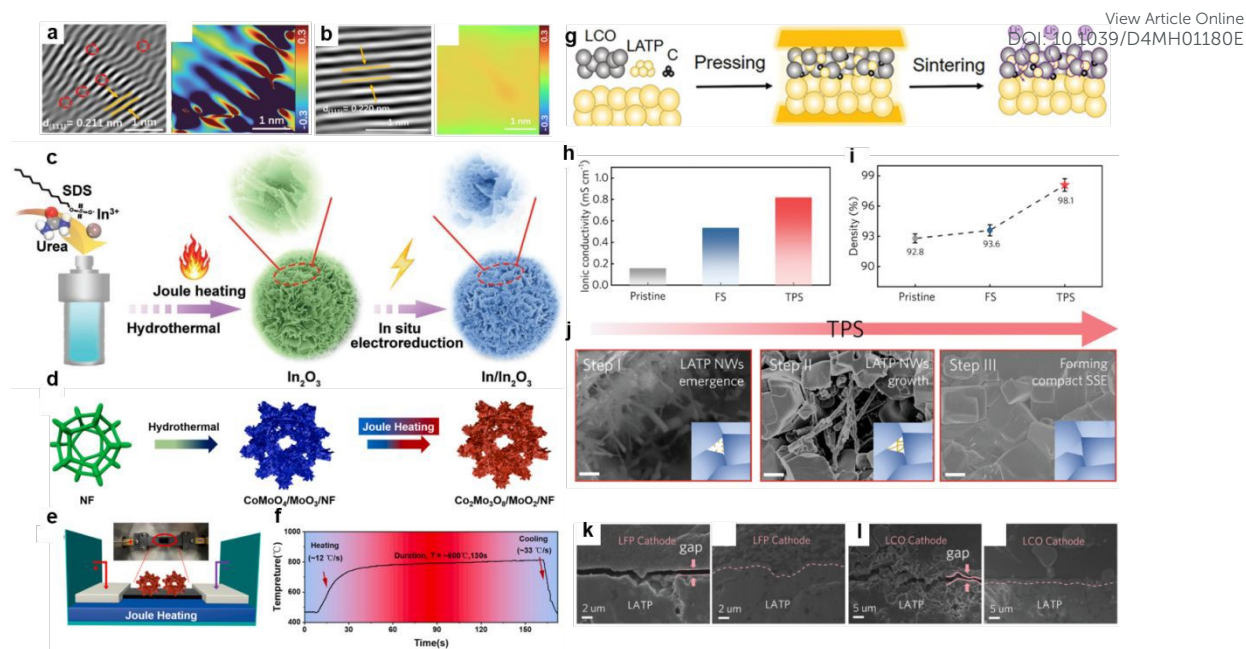 View Article Online
DOI: 10.1039/D4MH01180E
a
d(111)= 0.211 nm
1 nm
0.3
-0.3
1 nm
b
d(111)= 0.220 nm
1 nm
0.3
-0.3
1 nm
c
SDS
In3+
Urea
Joule heating
Hydrothermal
In2O3
In situ
electroreduction
In/In2O3
d
NF
Hydrothermal
CoMoO4/MoO3/NF
Joule Heating
Co2Mo3O8/MoO2/NF
e
Joule Heating
f
1000
800
600
400
Tempreture(℃)
Heating
(~12 ℃/s)
Duration, T > ~600℃,130s
Cooling
(~33 ℃/s)
0
30
60
90
120
150
Time(s)
g
LCO
LATP
C
Pressing
Sintering
h
Ionic conductivity (mS cm-1)
1.0
0.8
0.6
0.4
0.2
0.0
Pristine
FS
TPS
i
Density (%)
99
96
93
90
92.8
93.6
98.1
Pristine
FS
TPS
TPS
j
Step I
LATP NWs
emergence
Step II
LATP NWs
growth
Step III
Forming
compact SSE
k
LFP Cathode
gap
LATP
2 um
LFP Cathode
LATP
2 um
l
LCO Cathode
gap
LATP
5 um
LCO Cathode
LATP
5 um